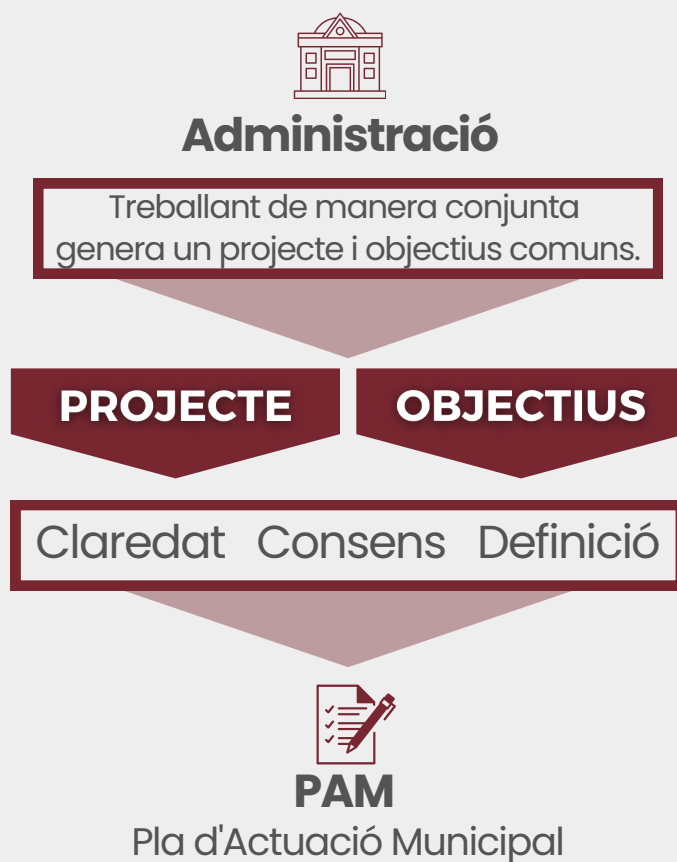 Administració
Treballant de manera conjunta
genera un projecte i objectius comuns.
PROJECTE OBJECTIUS
Claredat Consens Definició
PAM
Pla d'Actuació Municipal